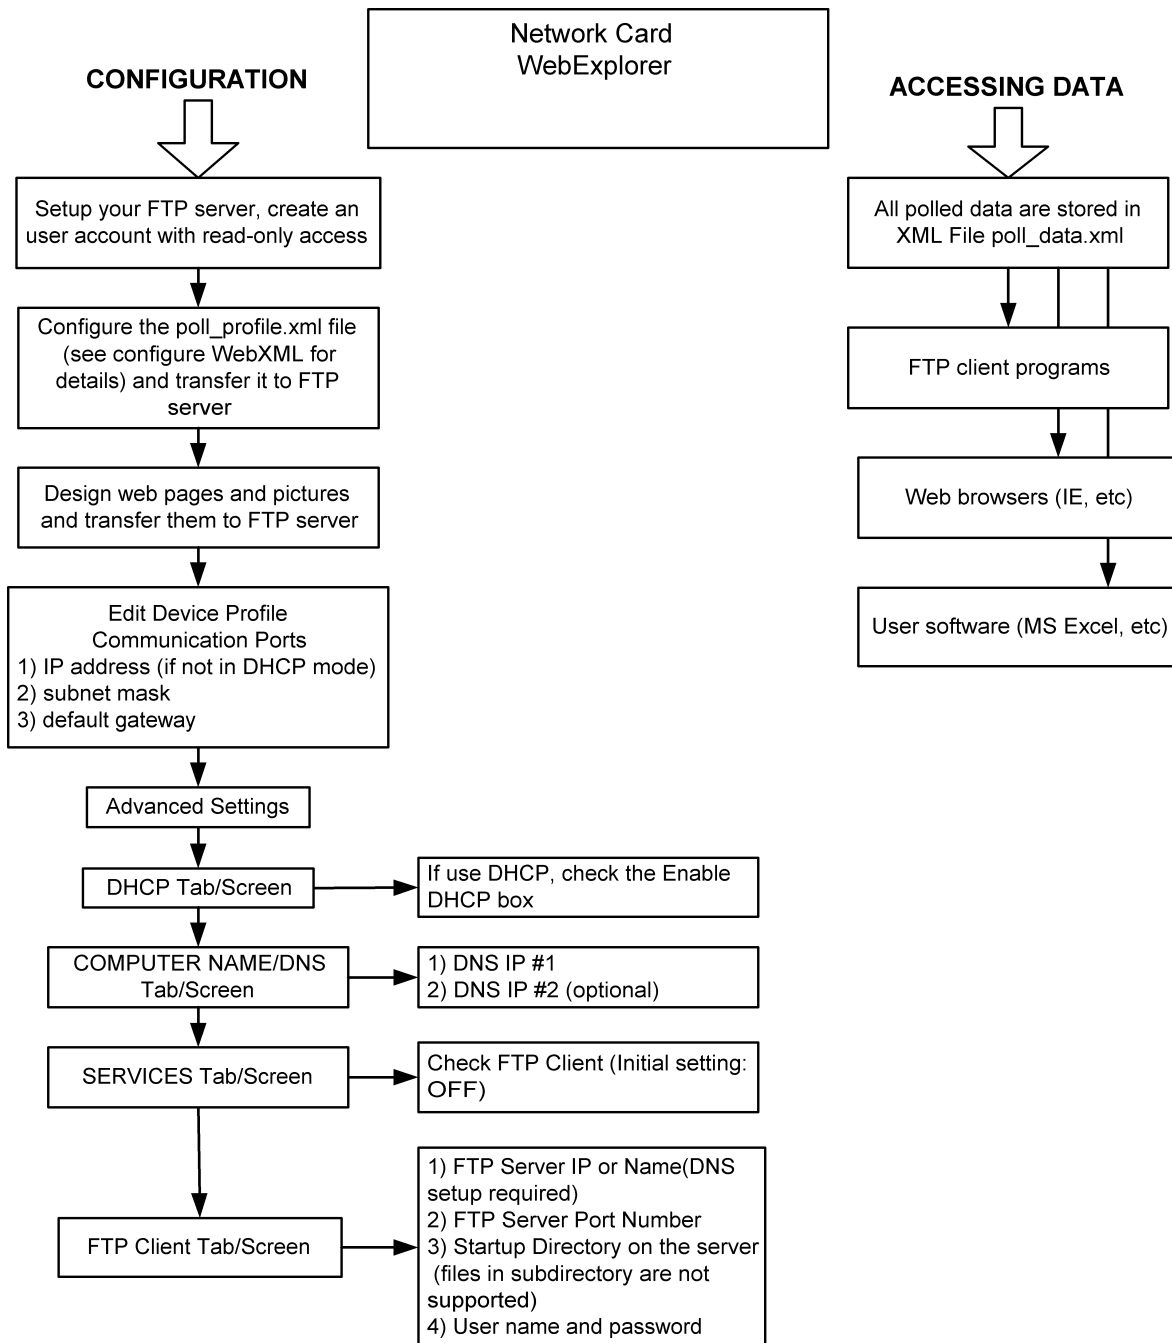 Network Card
WebExplorer
CONFIGURATION
Setup your FTP server, create an
user account with read-only access
Configure the poll_profile.xml file
(see configure WebXML for
details) and transfer it to FTP
server
Design web pages and pictures
and transfer them to FTP server
Edit Device Profile
Communication Ports
1) IP address (if not in DHCP mode)
2) subnet mask
3) default gateway
Advanced Settings
DHCP Tab/Screen
If use DHCP, check the Enable
DHCP box
COMPUTER NAME/DNS
Tab/Screen
1) DNS IP #1
2) DNS IP #2 (optional)
SERVICES Tab/Screen
Check FTP Client (Initial setting:
OFF)
FTP Client Tab/Screen
1) FTP Server IP or Name(DNS
setup required)
2) FTP Server Port Number
3) Startup Directory on the server
(files in subdirectory are not
supported)
4) User name and password
ACCESSING DATA
All polled data are stored in
XML File poll_data.xml
FTP client programs
Web browsers (IE, etc)
User software (MS Excel, etc)